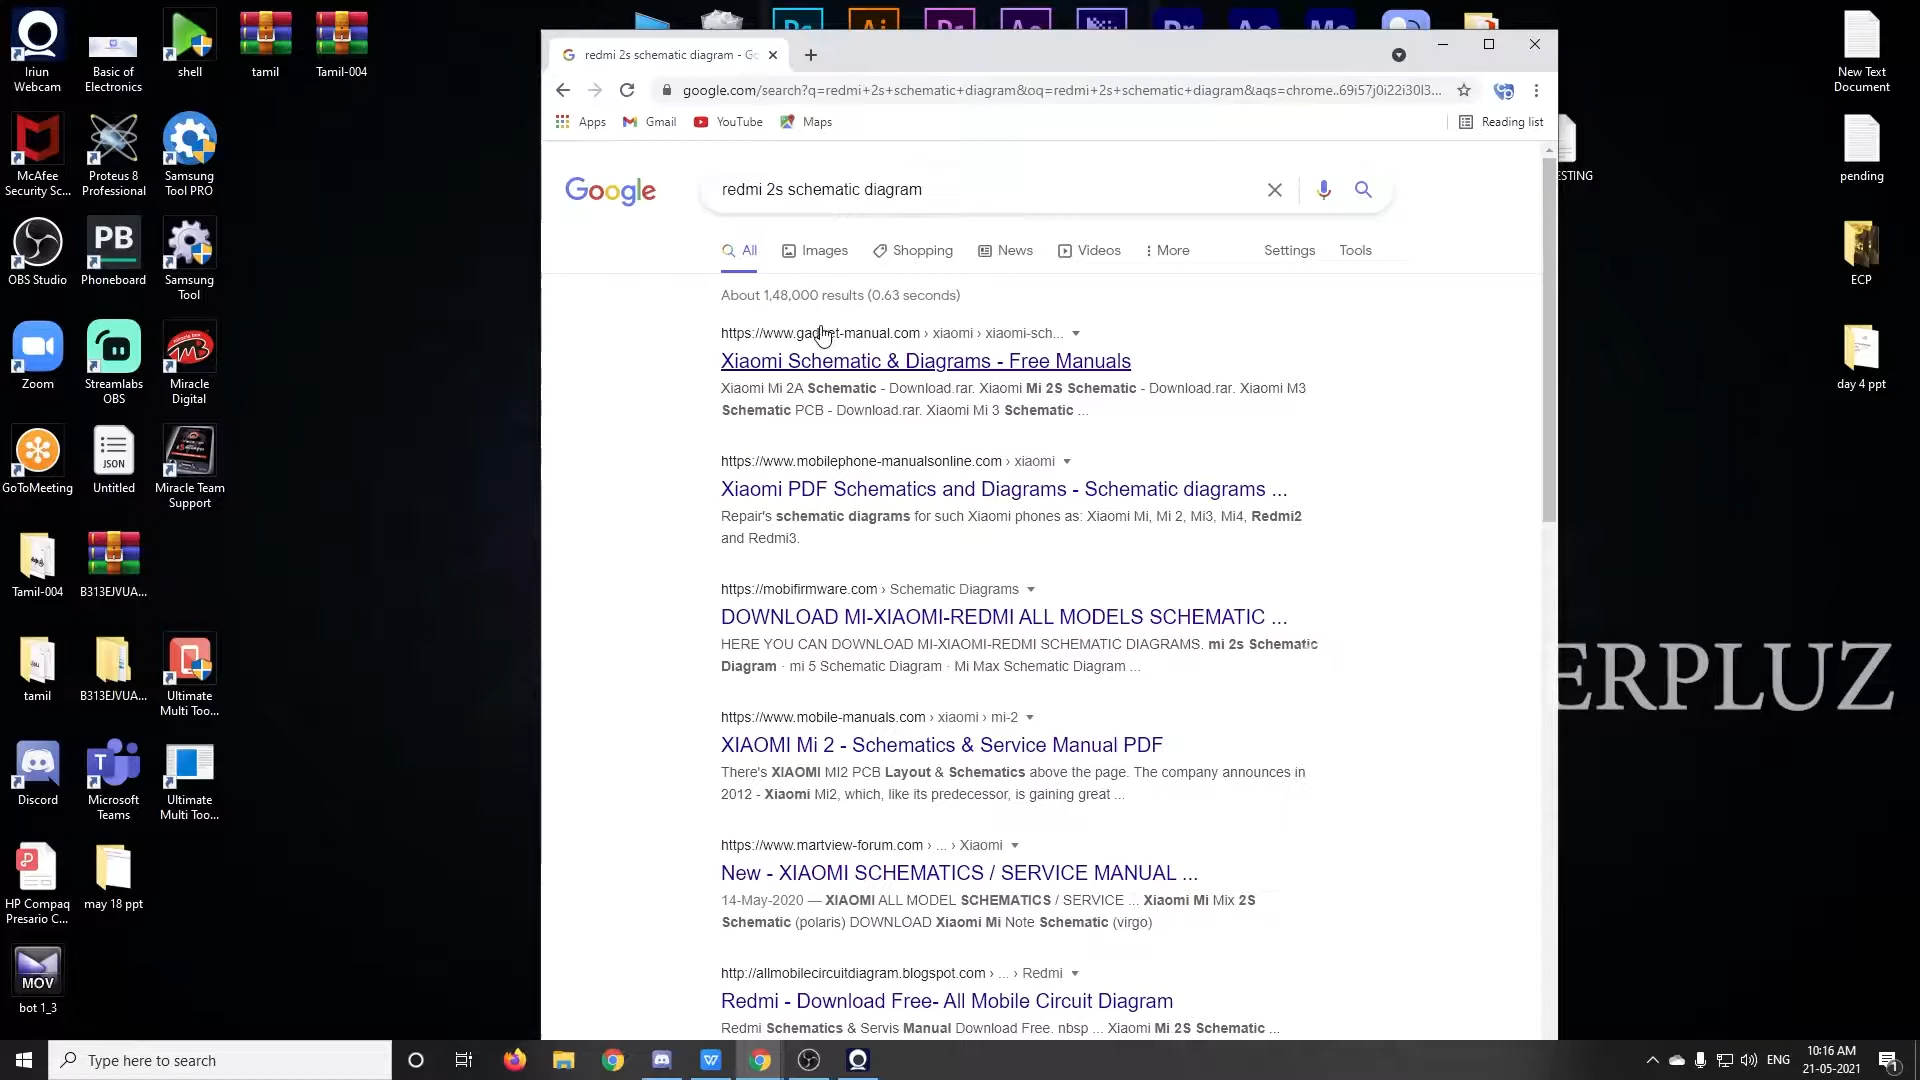 Iriun
Webcam
Basic of
Electronics
shell
tamil
Tamil-004
McAfee
Security Sc...
Proteus 8
Professional
Samsung
Tool PRO
OBS Studio
PB
Phoneboard
Samsung
Tool
Zoom
Streamlabs
OBS
Miracle
Digital
GoToMeeting
JSON
Untitled
Miracle Team
Support
Tamil-004
B313EJVUA...
tamil
B313EJVUA...
Ultimate
Multi Too...
Discord
Microsoft
Teams
Ultimate
Multi Too...
HP Compaq
Presario C...
may 18 ppt
MOV
bot 1_3
redmi 2s schematic diagram - Go
google.com/search?q=redmi+2s+schematic+diagram&oq=redmi+2s+schematic+diagram&aqs=chrome..69i57j0i22i30l3...
Apps
Gmail
YouTube
Maps
Reading list
Google
redmi 2s schematic diagram
All
Images
Shopping
News
Videos
More
Settings
Tools
About 1,48,000 results (0.63 seconds)
https://www.gadget-manual.com › xiaomi › xiaomi-sch...
Xiaomi Schematic & Diagrams - Free Manuals
Xiaomi Mi 2A Schematic - Download.rar. Xiaomi Mi 2S Schematic - Download.rar. Xiaomi M3
Schematic PCB - Download.rar. Xiaomi Mi 3 Schematic ...
https://www.mobilephone-manualsonline.com › xiaomi
Xiaomi PDF Schematics and Diagrams - Schematic diagrams ...
Repair's schematic diagrams for such Xiaomi phones as: Xiaomi Mi, Mi 2, Mi3, Mi4, Redmi2
and Redmi3.
https://mobifirmware.com › Schematic Diagrams
DOWNLOAD MI-XIAOMI-REDMI ALL MODELS SCHEMATIC ...
HERE YOU CAN DOWNLOAD MI-XIAOMI-REDMI SCHEMATIC DIAGRAMS. mi 2s Schematic
Diagram · mi 5 Schematic Diagram · Mi Max Schematic Diagram ...
https://www.mobile-manuals.com › xiaomi › mi-2
XIAOMI Mi 2 - Schematics & Service Manual PDF
There's XIAOMI MI2 PCB Layout & Schematics above the page. The company announces in
2012 - Xiaomi Mi2, which, like its predecessor, is gaining great ...
https://www.martview-forum.com › ... › Xiaomi
New - XIAOMI SCHEMATICS / SERVICE MANUAL ...
14-May-2020 — XIAOMI ALL MODEL SCHEMATICS / SERVICE ... Xiaomi Mi Mix 2S
Schematic (polaris) DOWNLOAD Xiaomi Mi Note Schematic (virgo)
http://allmobilecircuitdiagram.blogspot.com › ... › Redmi
Redmi - Download Free- All Mobile Circuit Diagram
Redmi Schematics & Servis Manual Download Free. nbsp ... Xiaomi Mi 2S Schematic ...
New Text
Document
ESTING
pending
ECP
day 4 ppt
ERPLUZ
Type here to search
ENG
10:16 AM
21-05-2021
1